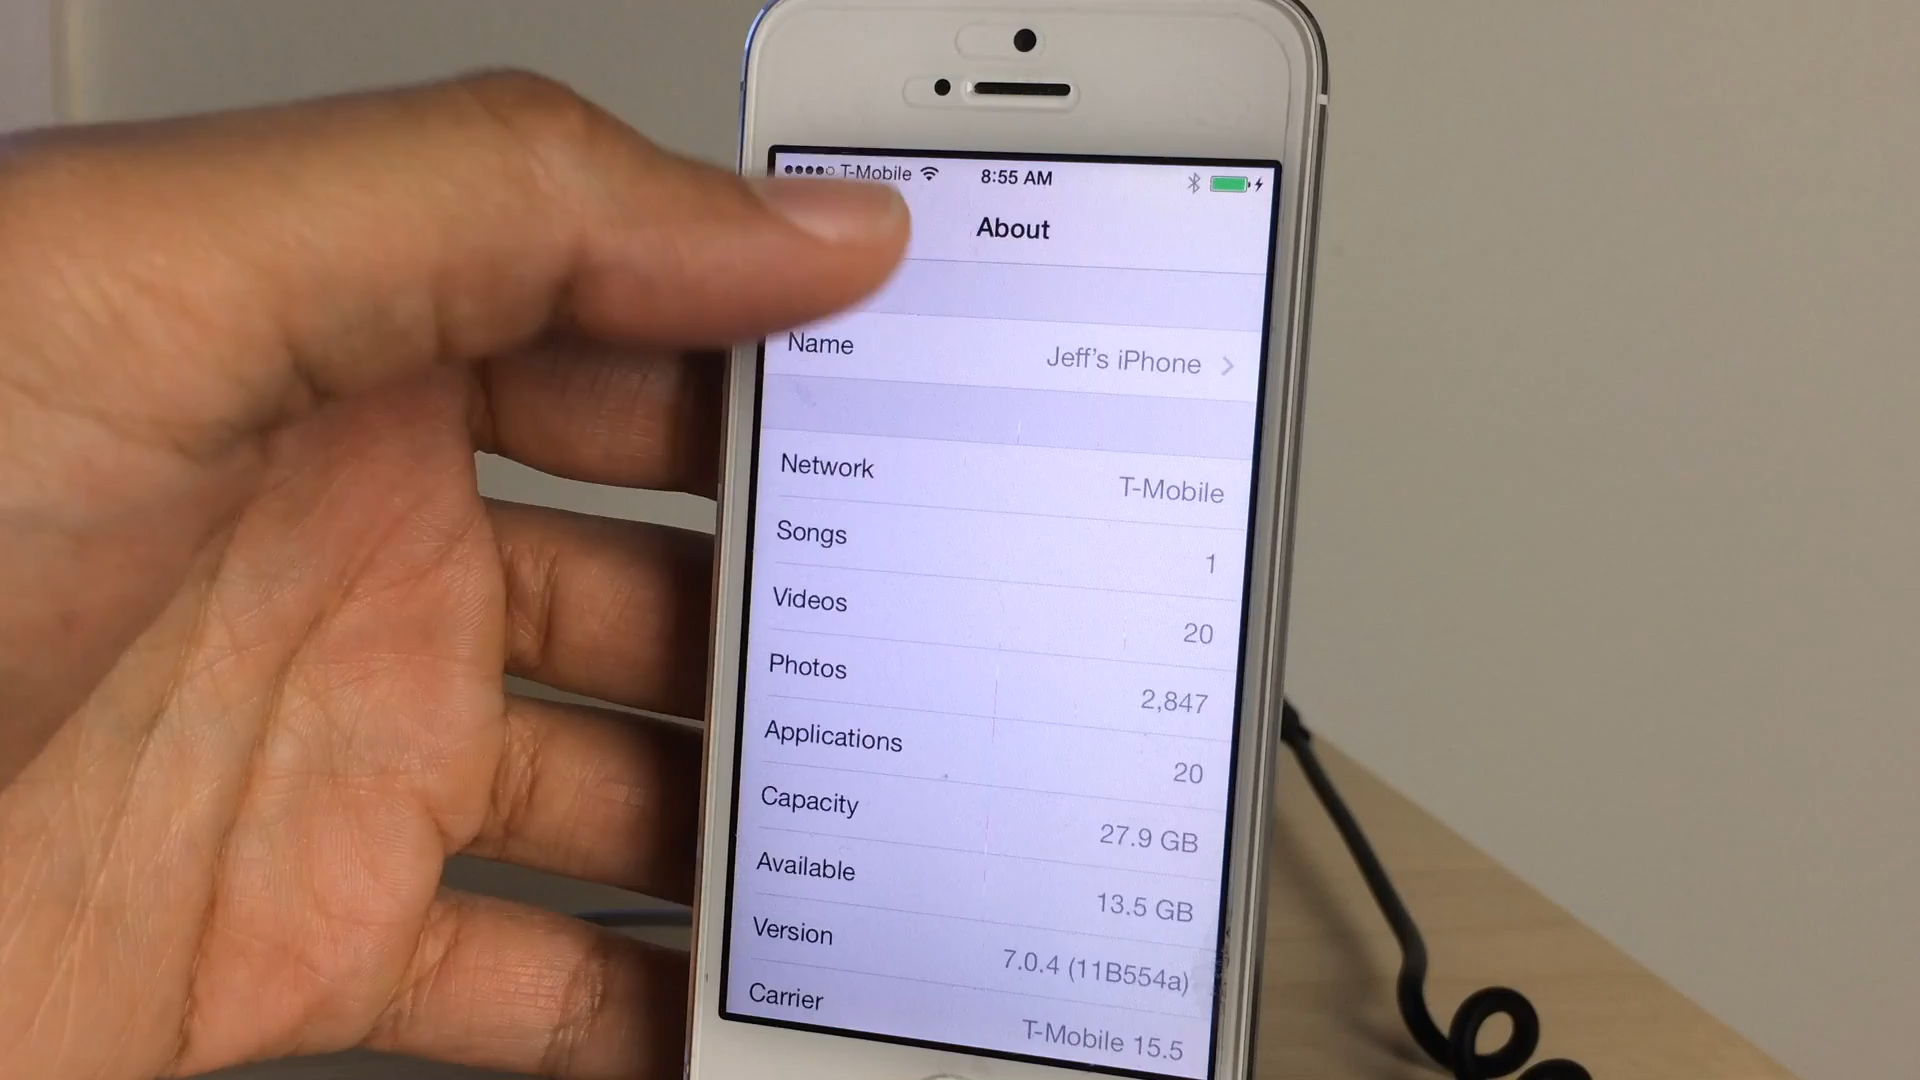 T-Mobile 8:55 AM
About
Name Jeff's iPhone
Network T-Mobile
Songs 1
Videos 20
Photos 2,847
Applications 20
Capacity 27.9 GB
Available 13.5 GB
Version 7.0.4 (11B554a)
Carrier T-Mobile 15.5